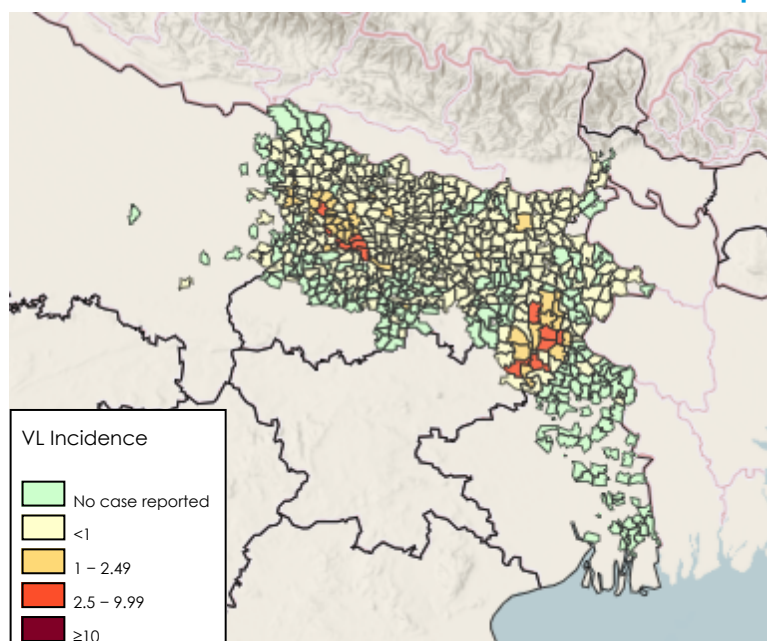 VL Incidence
No case reported
<1
1 – 2.49
2.5 – 9.99
≥10